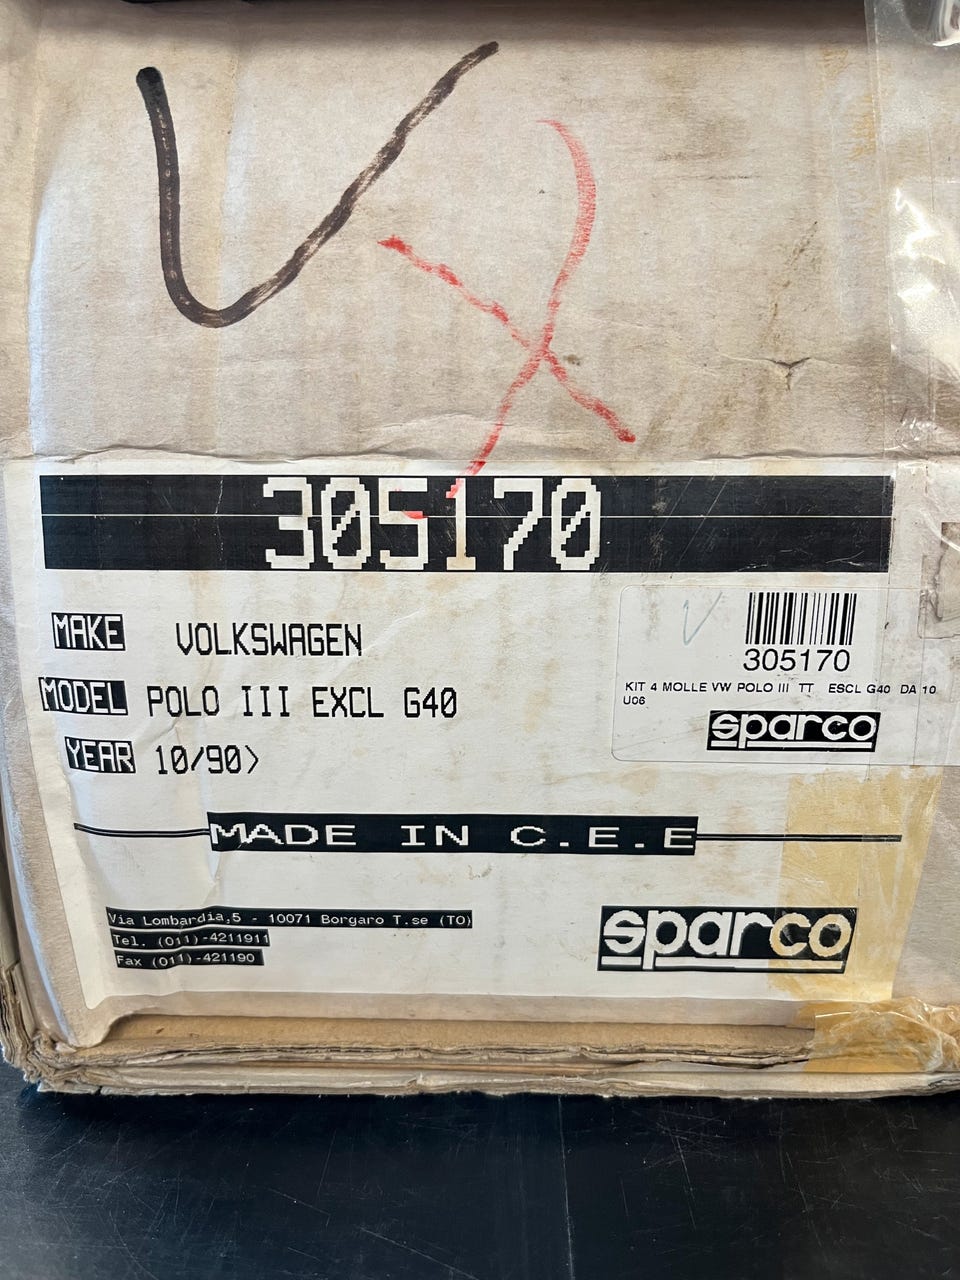 305170
MAKE VOLKSWAGEN
MODEL POLO III EXCL G40
YEAR 10/90>
305170
KIT 4 MOLLE VW POLO III TT ESCL G40 DA 10
U06
sparco
MADE IN C.E.E
Via Lombardia,5 - 10071 Borgaro T.se (TO)
Tel. (011)-4211911
Fax (011)-421190
sparco